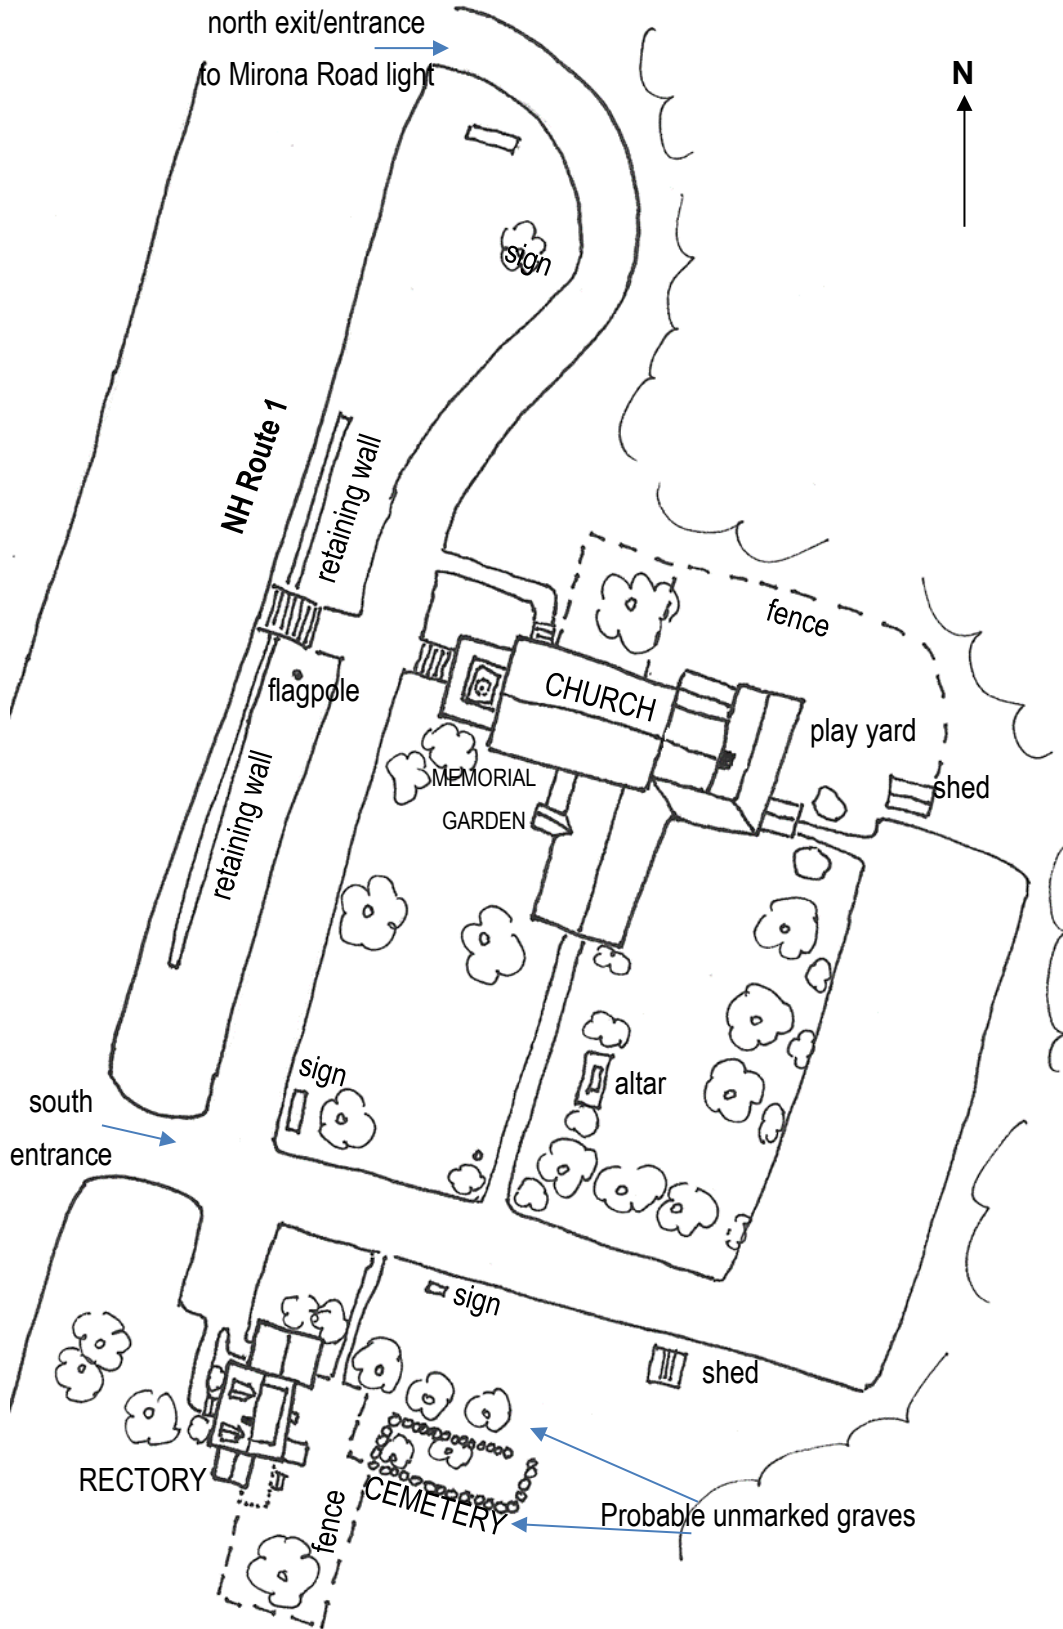 north exit/entrance
to Mirona Road light
N
sign
NH Route 1
retaining wall
fence
flagpole
CHURCH
play yard
shed
MEMORIAL
GARDEN
retaining wall
sign
altar
south
entrance
sign
shed
RECTORY
CEMETERY
fence
Probable unmarked graves